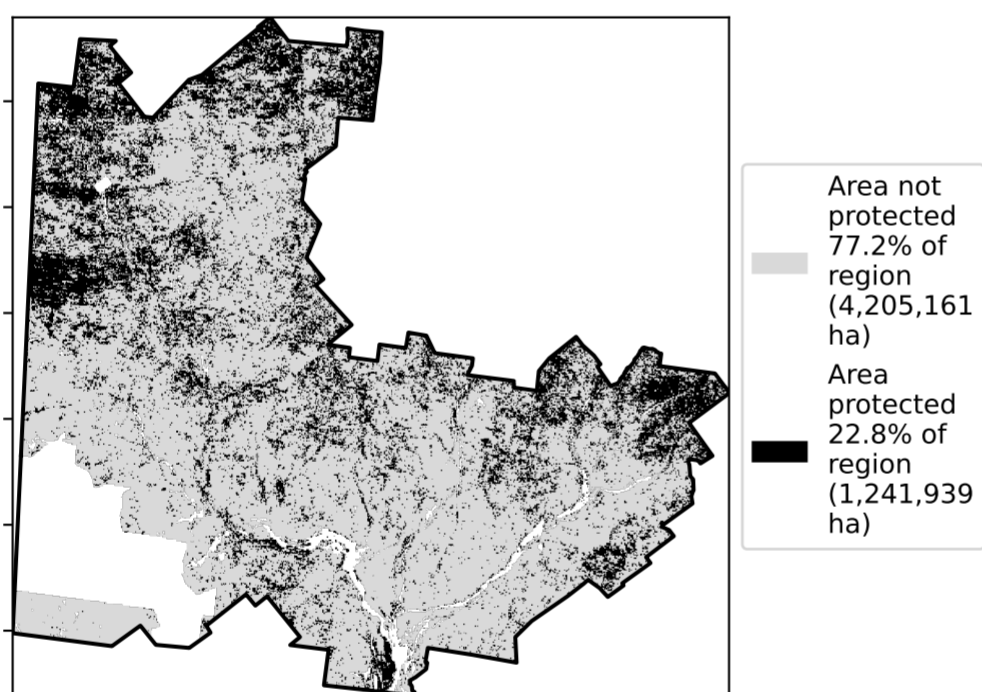 Area not
protected
77.2% of
region
(4,205,161
ha)
Area
protected
22.8% of
region
(1,241,939
ha)